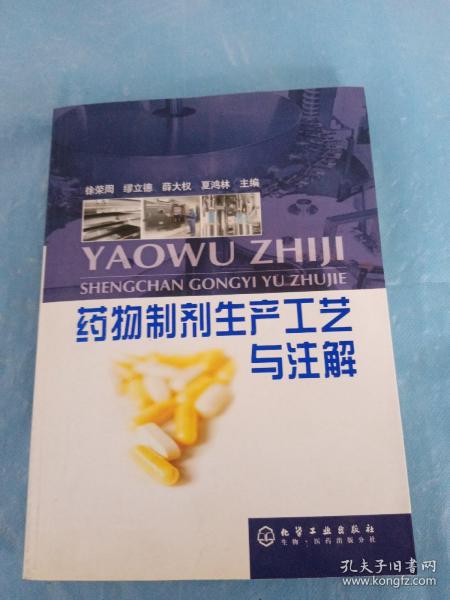 徐荣周 缪立德 薛大权 夏鸿林 主编
YAOWU ZHIJI
SHENGCHAN GONGYI YU ZHUJIE
药物制剂生产工艺
与注解
化学工业出版社
生物·医药出版分社
孔夫子旧书网
www.kongfz.com